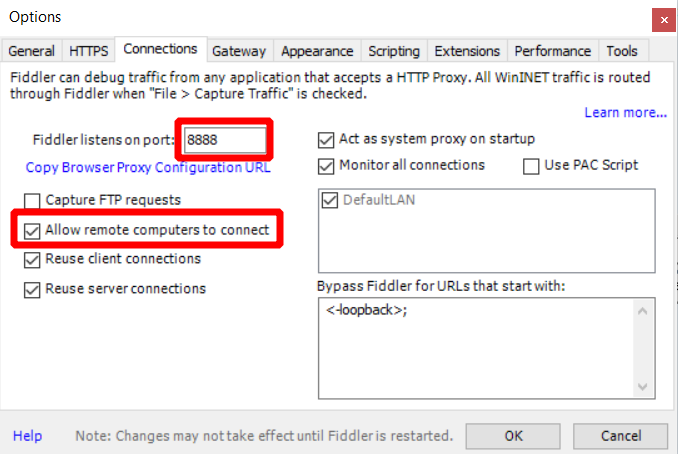 Options
General HTTPS Connections Gateway Appearance Scripting Extensions Performance Tools
Fiddler can debug traffic from any application that accepts a HTTP Proxy. All WinINET traffic is routed
through Fiddler when "File > Capture Traffic" is checked.
Learn more...
Fiddler listens on port: 8888
Copy Browser Proxy Configuration URL
Capture FTP requests
Allow remote computers to connect
Reuse client connections
Reuse server connections
Act as system proxy on startup
Monitor all connections Use PAC Script
DefaultLAN
Bypass Fiddler for URLs that start with:
<-loopback>;
Help Note: Changes may not take effect until Fiddler is restarted. OK Cancel